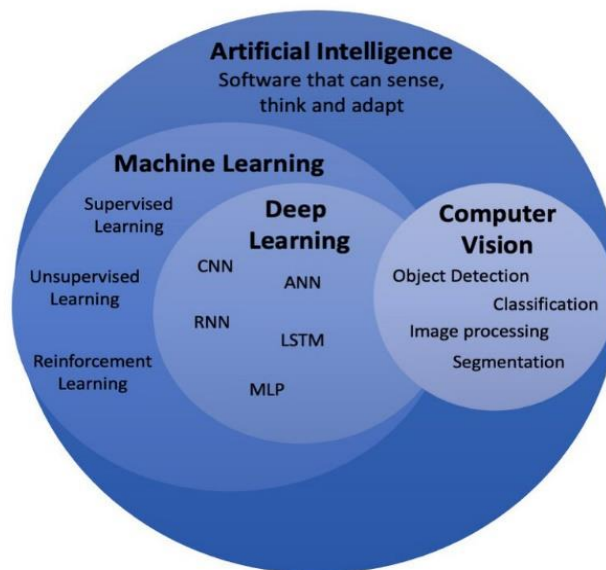 Artificial Intelligence
Software that can sense,
think and adapt
Machine Learning
Supervised
Learning
Unsupervised
Learning
Reinforcement
Learning
Deep
Learning
CNN
ANN
RNN
LSTM
MLP
Computer
Vision
Object Detection
Classification
Image processing
Segmentation